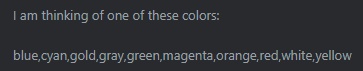 I am thinking of one of these colors:
blue,cyan,gold,gray,green,magenta,orange,red,white,yellow